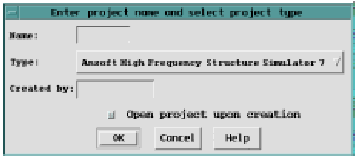 Enter project name and select project type
Name:
Type: Ansoft High Frequency Structure Simulator 7
Created by:
Open project upon creation
OK Cancel Help